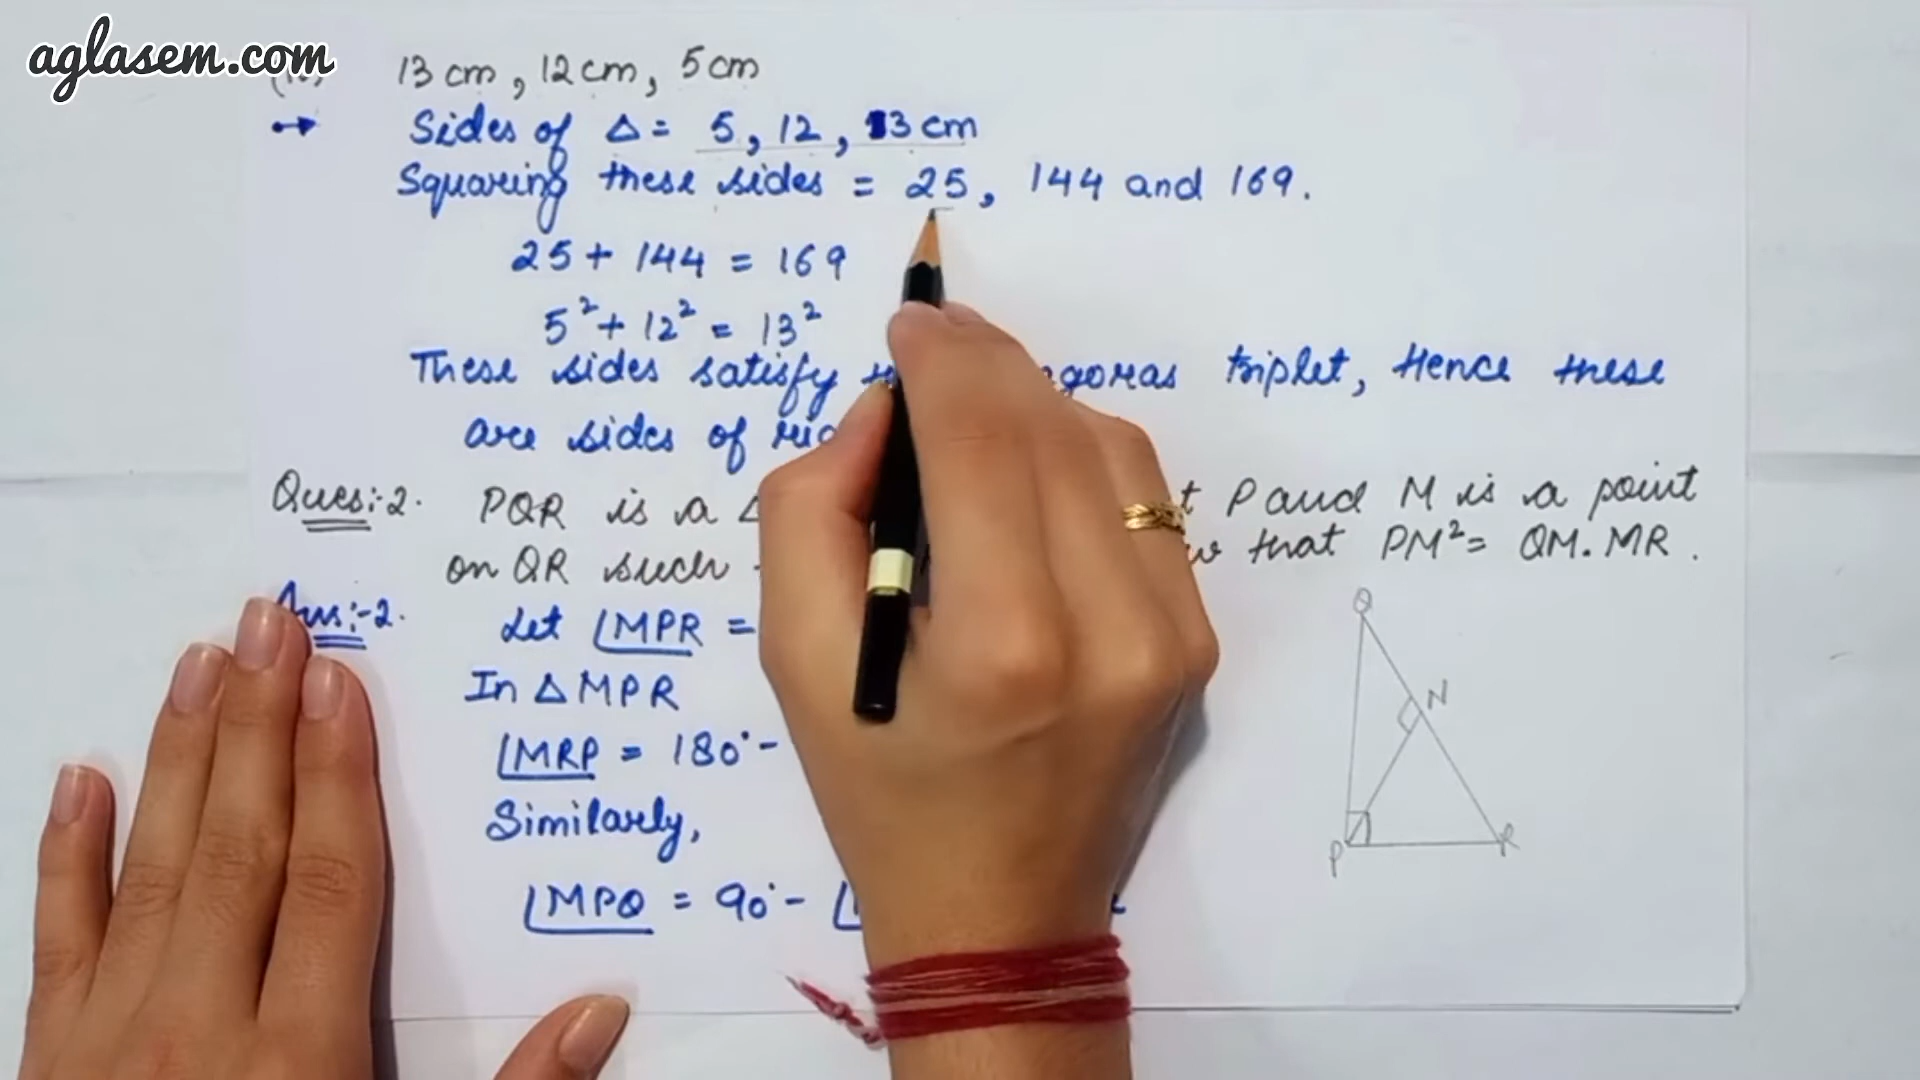 aglasem.com
13 cm, 12 cm, 5 cm
→ Sides of Δ = 5, 12, 13 cm
Squaring these sides = 25, 144 and 169.
25 + 144 = 169
5² + 12² = 13²
These sides satisfy triplet, Hence these
are sides of
Ques:-2. PQR is a Δ P and M is a point
on QR such that PM² = QM.MR.
Ans:-2. Let ∠MPR =
In Δ MPR
∠MRP = 180° -
Similarly,
∠MPQ = 90° - ∠
Q
M
P
R